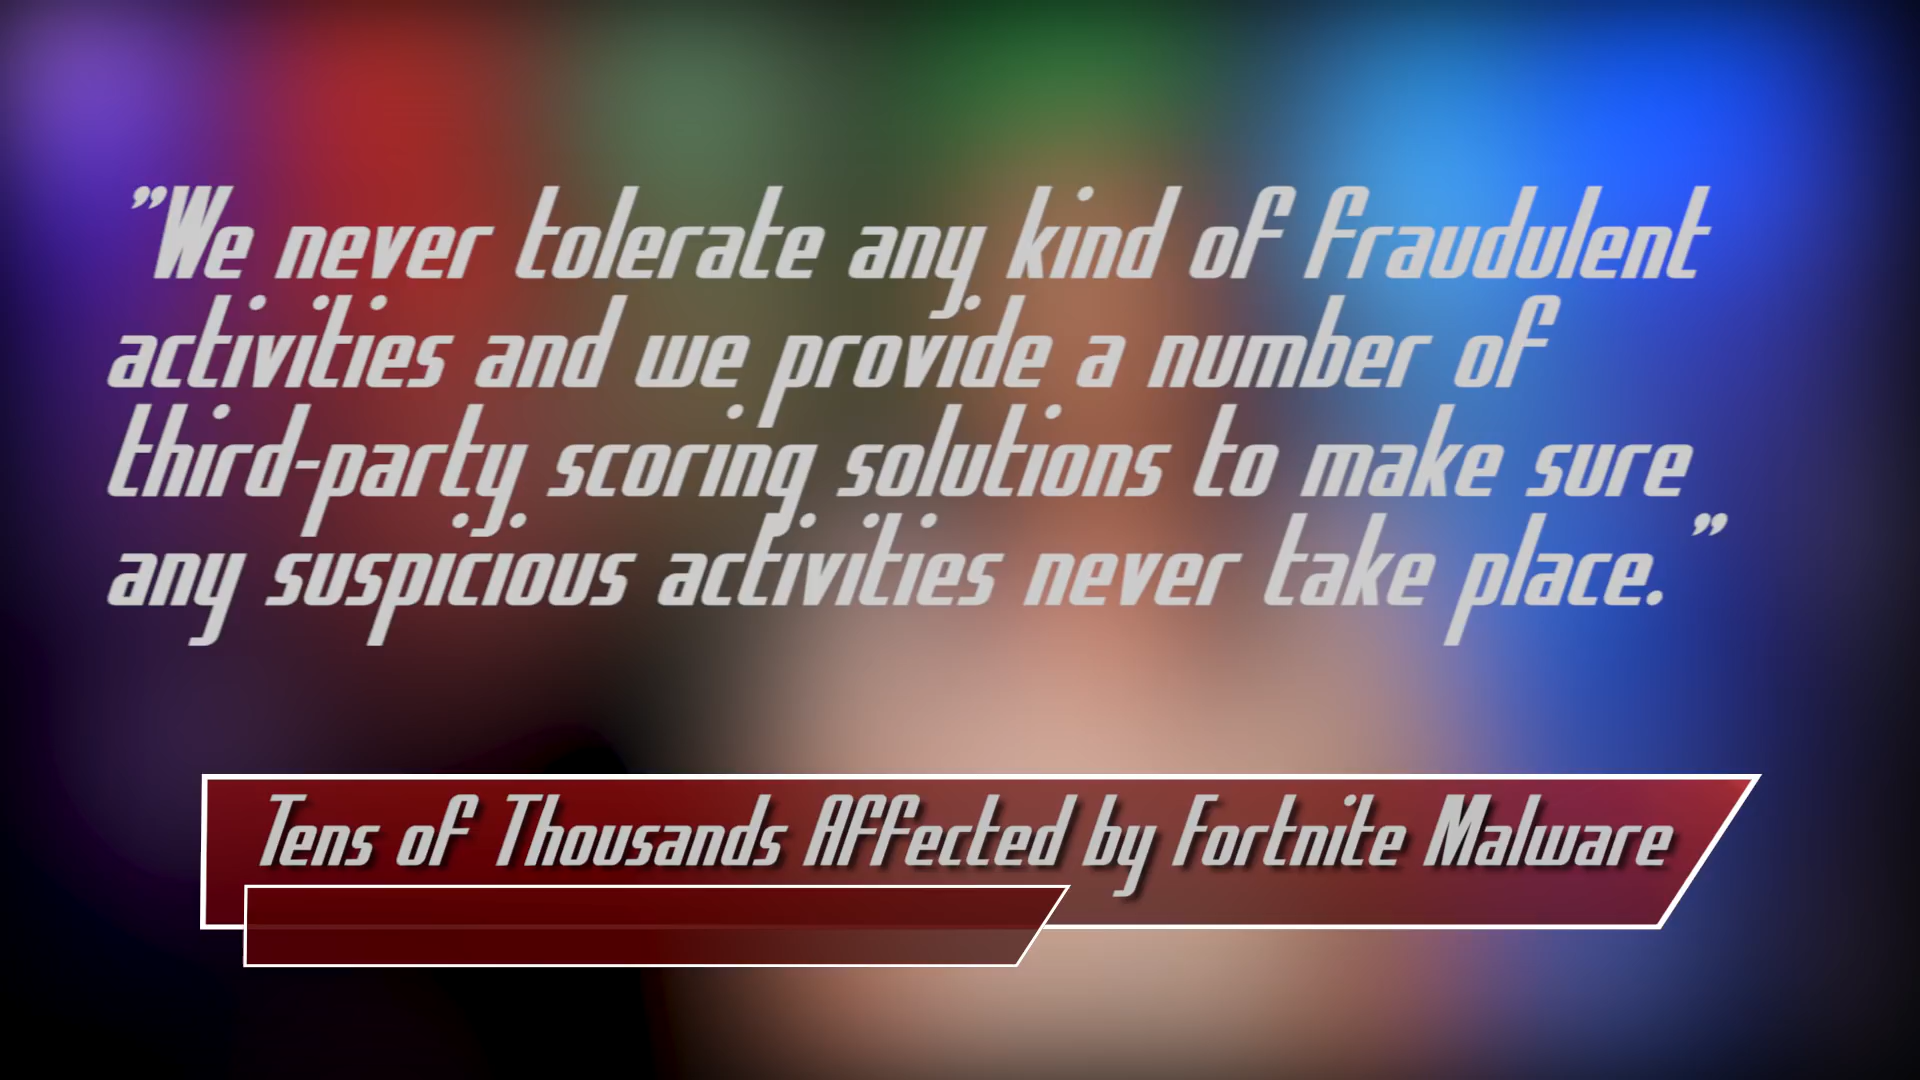 ”We never tolerate any kind of fraudulent
activities and we provide a number of
third-party scoring solutions to make sure
any suspicious activities never take place.”
Tens of Thousands Affected by Fortnite Malware